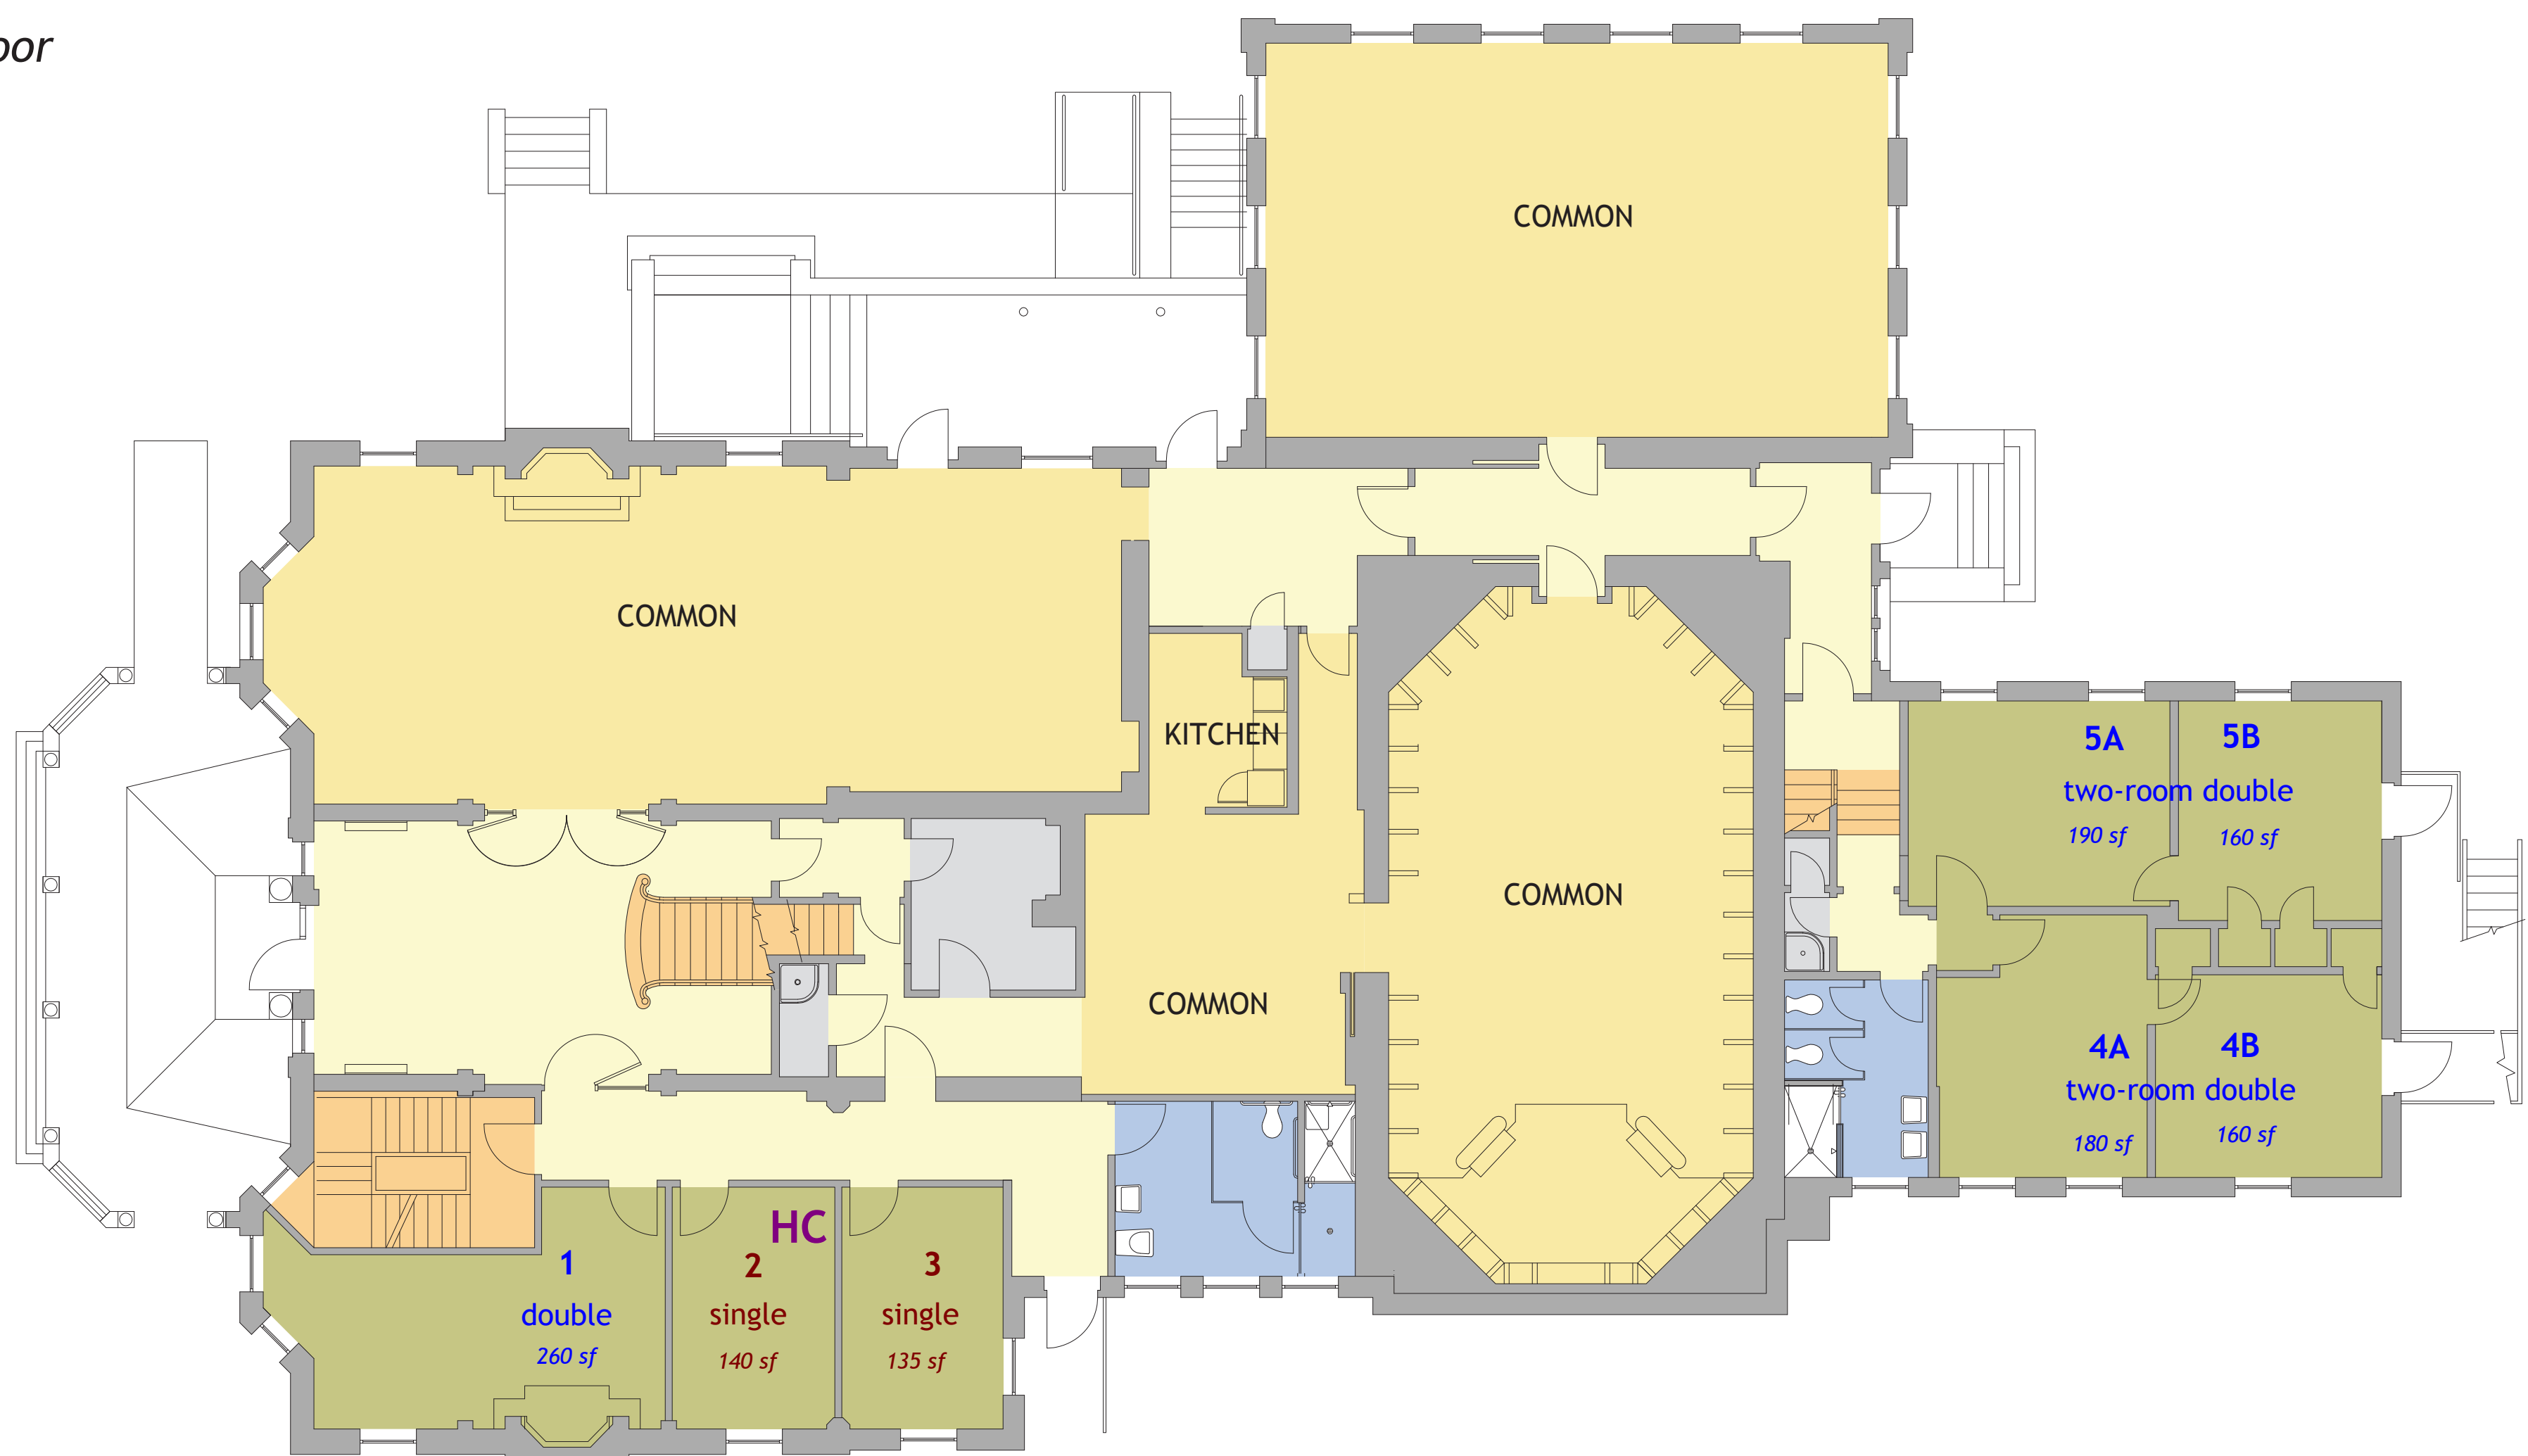 oor
COMMON
COMMON
KITCHEN
COMMON
COMMON
5A
5B
two-room double
190 sf
160 sf
4A
4B
two-room double
180 sf
160 sf
HC
1
double
260 sf
2
single
140 sf
3
single
135 sf